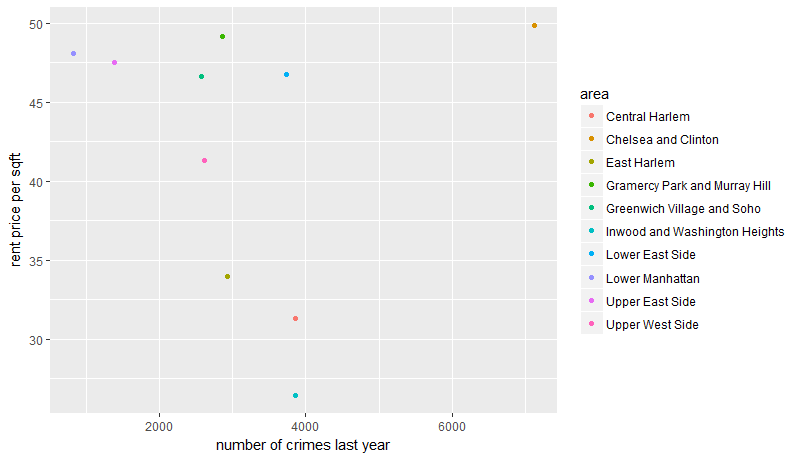 50
45
40
35
30
rent price per sqft
2000 4000 6000
number of crimes last year
area
Central Harlem
Chelsea and Clinton
East Harlem
Gramercy Park and Murray Hill
Greenwich Village and Soho
Inwood and Washington Heights
Lower East Side
Lower Manhattan
Upper East Side
Upper West Side